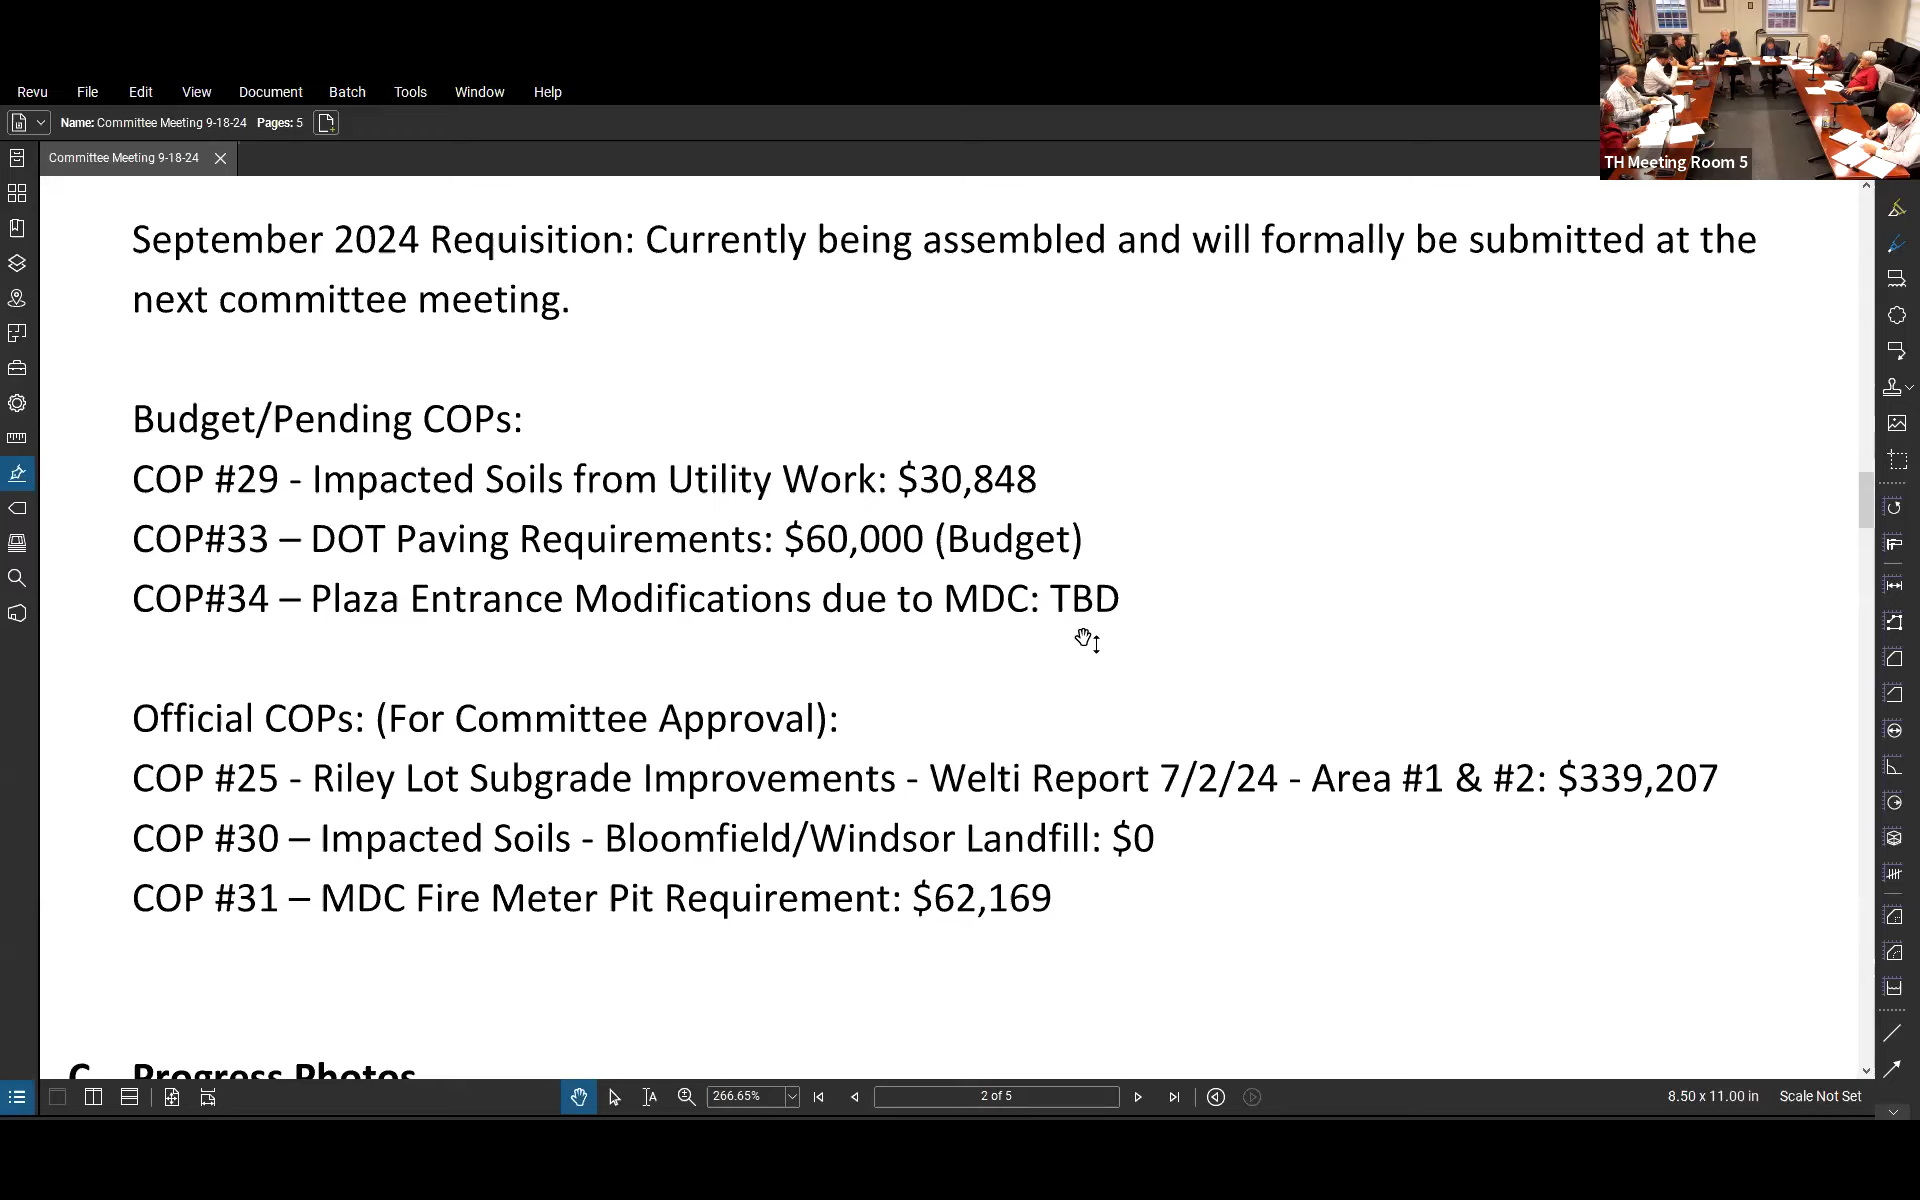 Revu File Edit View Document Batch Tools Window Help
Name: Committee Meeting 9-18-24 Pages: 5
Committee Meeting 9-18-24
TH Meeting Room 5
September 2024 Requisition: Currently being assembled and will formally be submitted at the
next committee meeting.
Budget/Pending COPs:
COP #29 - Impacted Soils from Utility Work: $30,848
COP#33 – DOT Paving Requirements: $60,000 (Budget)
COP#34 – Plaza Entrance Modifications due to MDC: TBD
Official COPs: (For Committee Approval):
COP #25 - Riley Lot Subgrade Improvements - Welti Report 7/2/24 - Area #1 & #2: $339,207
COP #30 – Impacted Soils - Bloomfield/Windsor Landfill: $0
COP #31 – MDC Fire Meter Pit Requirement: $62,169
C. Progress Photos
266.65% 2 of 5 8.50 x 11.00 in Scale Not Set